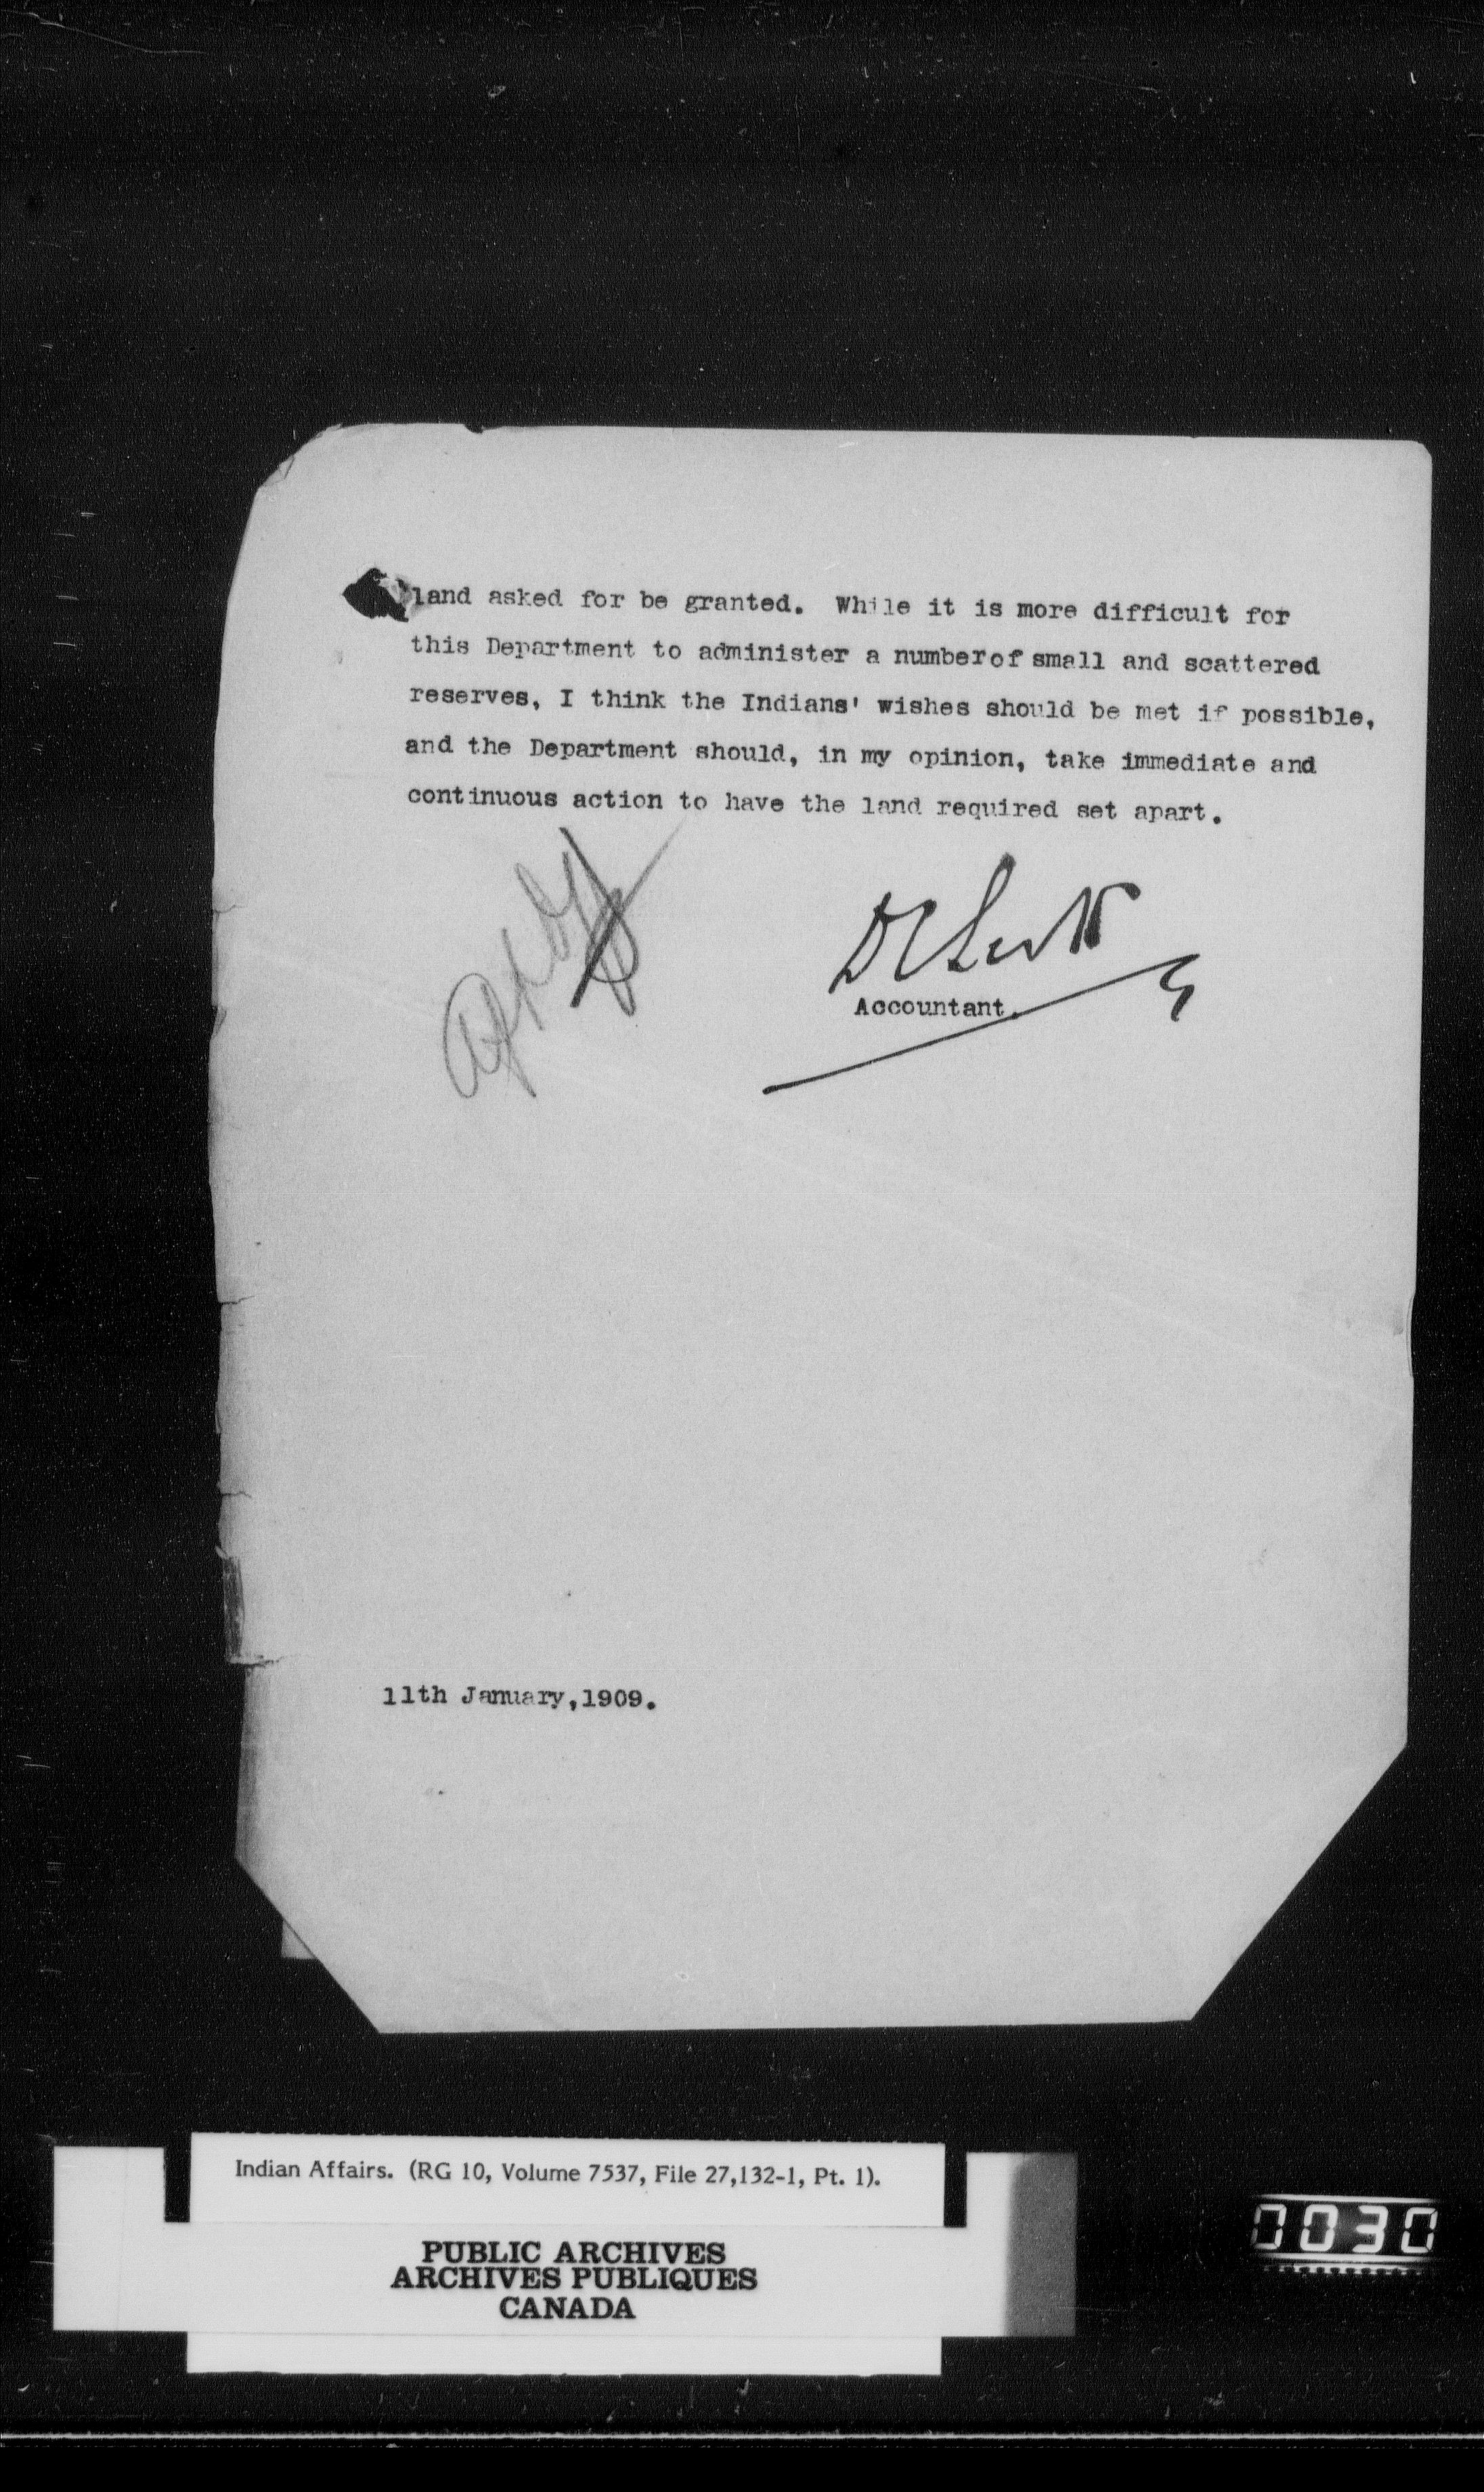 land asked for be granted. While it is more difficult for
this Department to administer a numberof small and scattered
reserves, I think the Indians' wishes should be met if possible,
and the Department should, in my opinion, take immediate and
continuous action to have the land required set apart.
Accountant.
11th January,1909.
Indian Affairs. (RG 10, Volume 7537, File 27,132-1, Pt. 1).
PUBLIC ARCHIVES
ARCHIVES PUBLIQUES
CANADA
0030